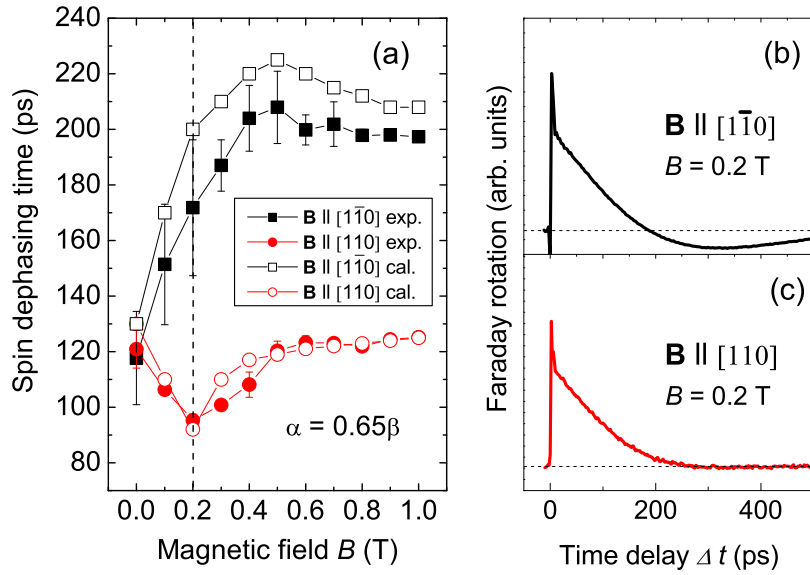 (a)
Spin dephasing time (ps)
220
200
180
160
140
120
100
80
B || [11̄0] exp.
B || [110] exp.
B || [11̄0] cal.
B || [110] cal.
α = 0.65β
0.0 0.2 0.4 0.6 0.8 1.0
Magnetic field B (T)
Faraday rotation (arb. units)
(b)
B || [11̄0]
B = 0.2 T
(c)
B || [110]
B = 0.2 T
0 200 400
Time delay Δ t (ps)